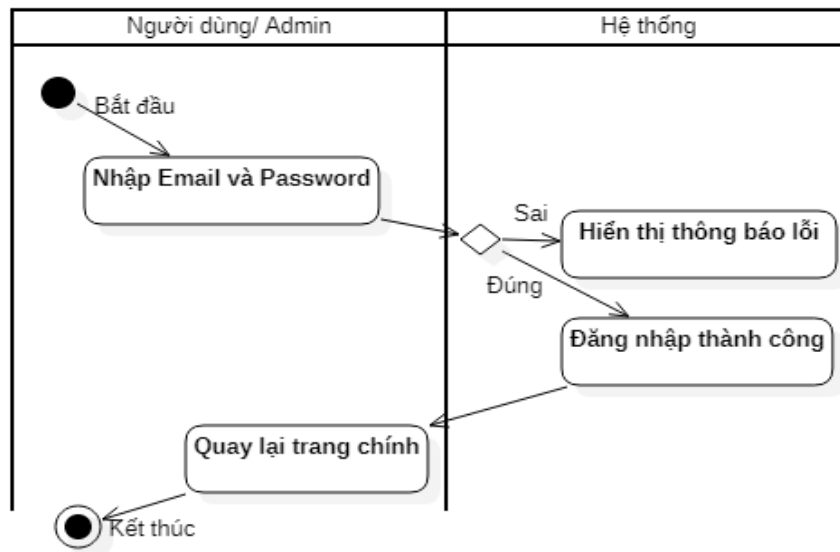 Người dùng/ Admin
Hệ thống
Bắt đầu
Nhập Email và Password
Sai
Hiển thị thông báo lỗi
Đúng
Đăng nhập thành công
Quay lại trang chính
Kết thúc